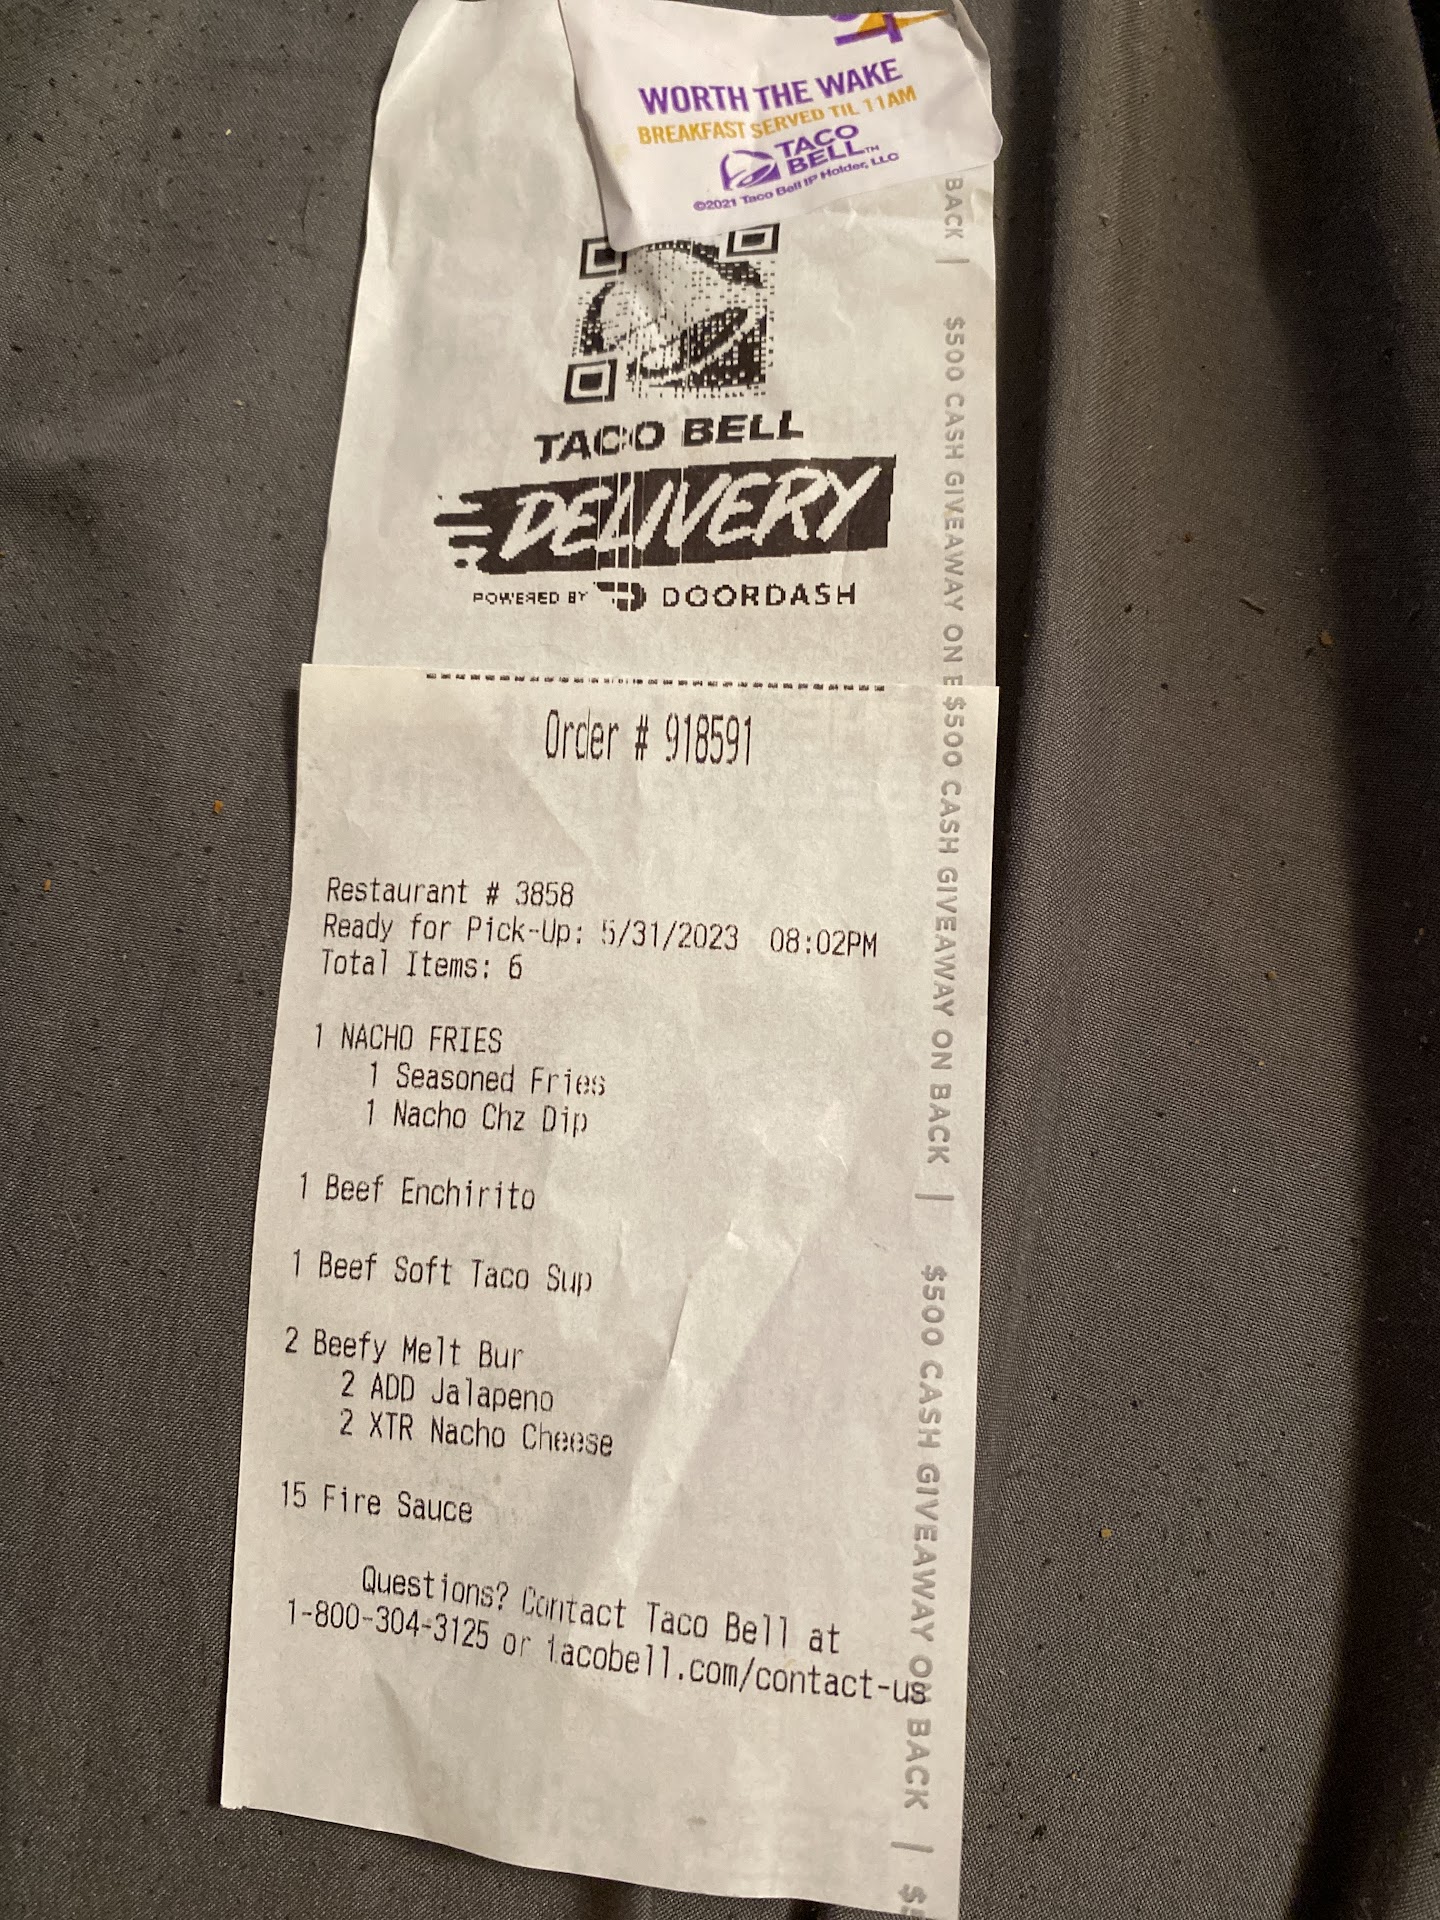 WORTH THE WAKE
BREAKFAST SERVED TIL 11AM
TACO
BELL™
©2021 Taco Bell IP Holder, LLC
TACO BELL
DELIVERY
POWERED BY DOORDASH
Order # 918591
Restaurant # 3858
Ready for Pick-Up: 5/31/2023 08:02PM
Total Items: 6
1 NACHO FRIES
1 Seasoned Fries
1 Nacho Chz Dip
1 Beef Enchirito
1 Beef Soft Taco Sup
2 Beefy Melt Bur
2 ADD Jalapeno
2 XTR Nacho Cheese
15 Fire Sauce
Questions? Contact Taco Bell at
1-800-304-3125 or tacobell.com/contact-us
BACK | $500 CASH GIVEAWAY ON
$500 CASH GIVEAWAY ON BACK | $500 CASH GIVEAWAY ON BACK |